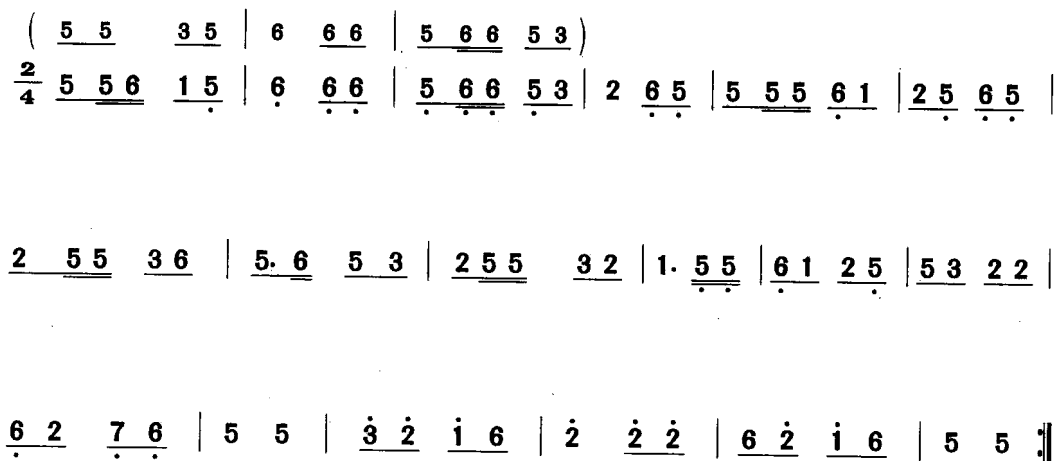 ( 5 5 3 5 | 6 6 6 | 5 6 6 5 3 )
2/4 5 5 6 1 5̣ | 6̣ 6̣ 6̣ | 5̣ 6̣ 6̣ 5̣ 3 | 2 6̣ 5̣ | 5 5 5 6̣ 1 | 2 5̣ 6̣ 5̣ |
2 5 5 3 6 | 5· 6 5 3 | 2 5 5 3 2 | 1· 5̣ 5̣ | 6̣ 1 2 5̣ | 5 3 2 2 |
6̣ 2 7̣ 6̣ | 5 5 | 3̇ 2̇ 1̇ 6 | 2̇ 2̇ 2̇ | 6 2̇ 1̇ 6 | 5 5 :‖